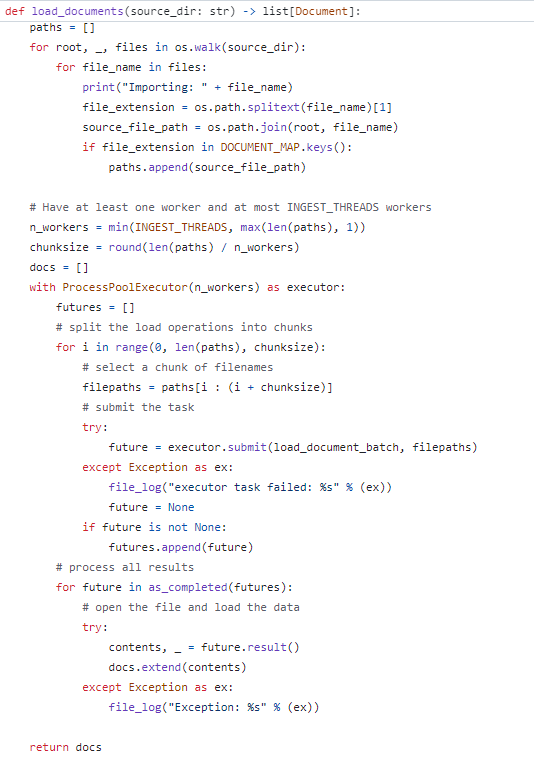 def load_documents(source_dir: str) -> list[Document]:
    paths = []
    for root, _, files in os.walk(source_dir):
        for file_name in files:
            print("Importing: " + file_name)
            file_extension = os.path.splitext(file_name)[1]
            source_file_path = os.path.join(root, file_name)
            if file_extension in DOCUMENT_MAP.keys():
                paths.append(source_file_path)

    # Have at least one worker and at most INGEST_THREADS workers
    n_workers = min(INGEST_THREADS, max(len(paths), 1))
    chunksize = round(len(paths) / n_workers)
    docs = []
    with ProcessPoolExecutor(n_workers) as executor:
        futures = []
        # split the load operations into chunks
        for i in range(0, len(paths), chunksize):
            # select a chunk of filenames
            filepaths = paths[i : (i + chunksize)]
            # submit the task
            try:
                future = executor.submit(load_document_batch, filepaths)
            except Exception as ex:
                file_log("executor task failed: %s" % (ex))
                future = None
            if future is not None:
                futures.append(future)
        # process all results
        for future in as_completed(futures):
            # open the file and load the data
            try:
                contents, _ = future.result()
                docs.extend(contents)
            except Exception as ex:
                file_log("Exception: %s" % (ex))

    return docs